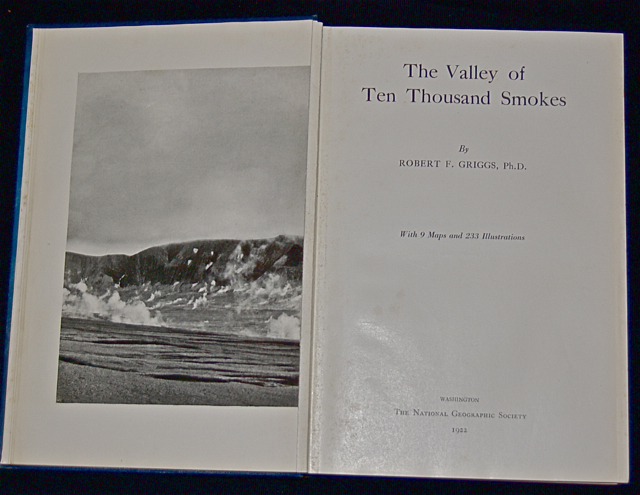 The Valley of
Ten Thousand Smokes
By
ROBERT F. GRIGGS, Ph.D.
With 9 Maps and 233 Illustrations
WASHINGTON
THE NATIONAL GEOGRAPHIC SOCIETY
1922